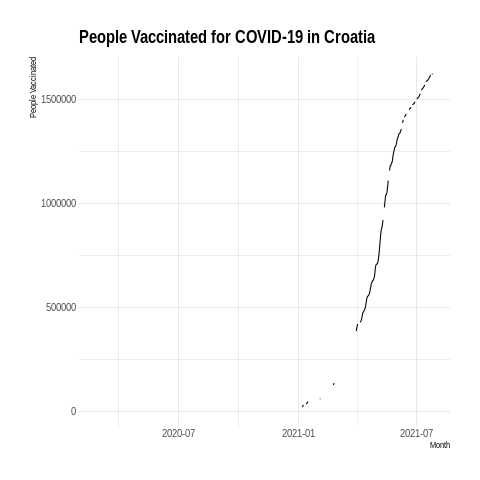 People Vaccinated for COVID-19 in Croatia
People Vaccinated
1500000
1000000
500000
0
2020-07
2021-01
2021-07
Month